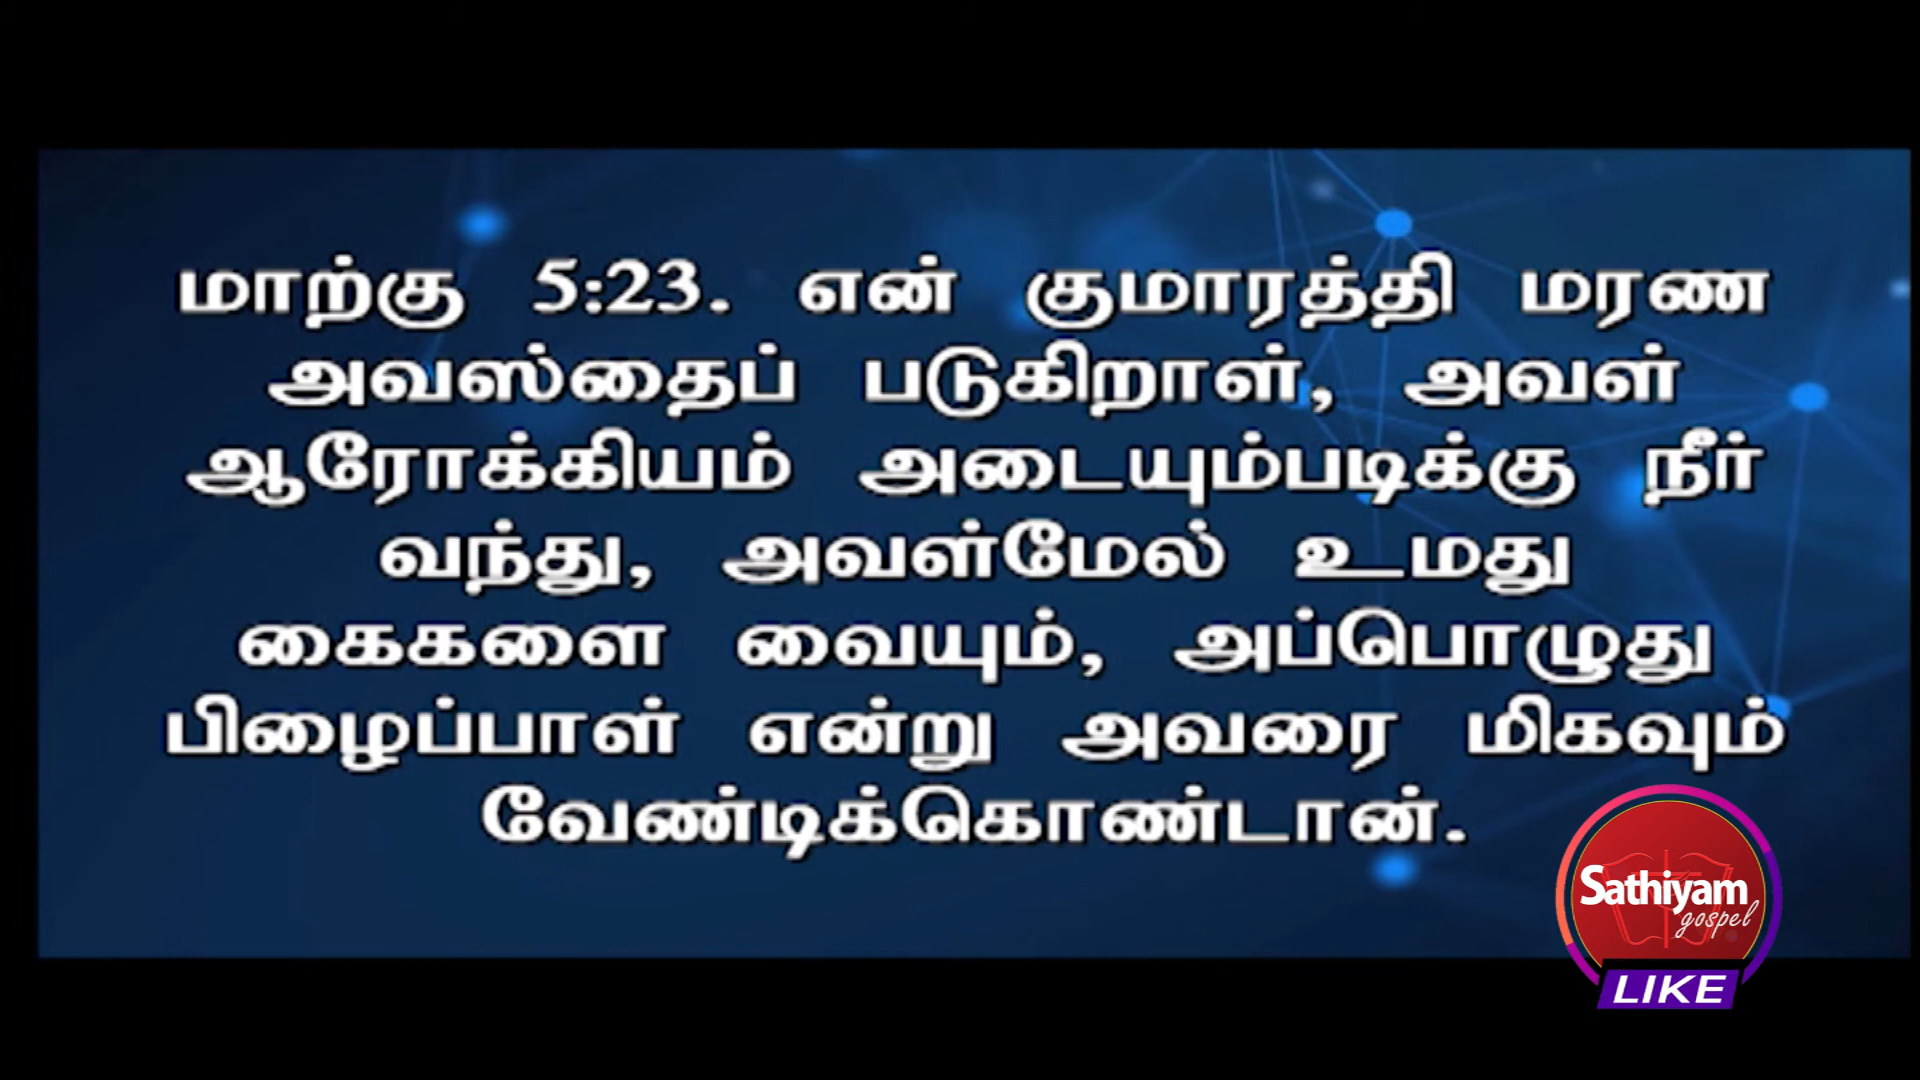 மாற்கு 5:23. என் குமாரத்தி மரண
அவஸ்தைப் படுகிறாள், அவள்
ஆரோக்கியம் அடையும்படிக்கு நீர்
வந்து, அவள்மேல் உமது
கைகளை வையும், அப்பொழுது
பிழைப்பாள் என்று அவரை மிகவும்
வேண்டிக்கொண்டான்.
Sathiyam
gospel
LIKE